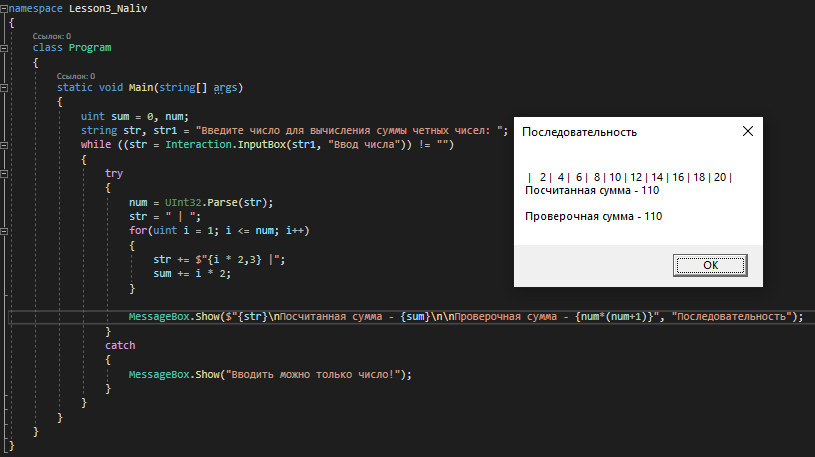 namespace Lesson3_Naliv
{
Ссылок: 0
class Program
{
Ссылок: 0
static void Main(string[] args)
{
uint sum = 0, num;
string str, str1 = "Введите число для вычисления суммы четных чисел: ";
while ((str = Interaction.InputBox(str1, "Ввод числа")) != "")
{
try
{
num = UInt32.Parse(str);
str = " | ";
for(uint i = 1; i <= num; i++)
{
str += $"{i * 2,3} |";
sum += i * 2;
}
MessageBox.Show($"{str}\nПосчитанная сумма - {sum}\n\nПроверочная сумма - {num*(num+1)}", "Последовательность");
}
catch
{
MessageBox.Show("Вводить можно только число!");
}
}
}
}
}
Последовательность
| 2 | 4 | 6 | 8 | 10 | 12 | 14 | 16 | 18 | 20 |
Посчитанная сумма - 110
Проверочная сумма - 110
OK